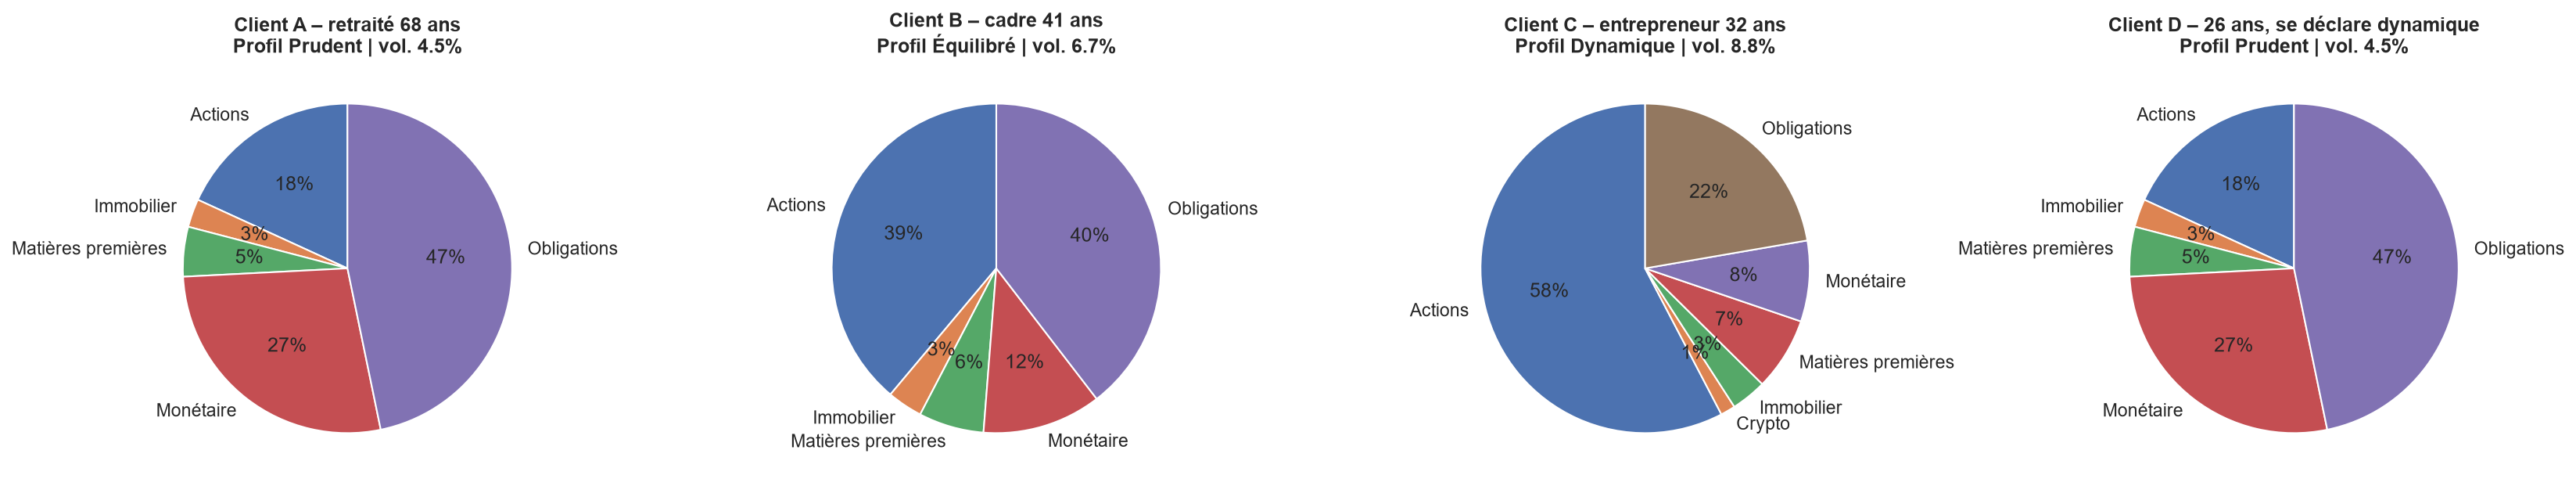 Client A – retraité 68 ans
Profil Prudent | vol. 4.5%
Actions
18%
Immobilier
3%
Matières premières
5%
47%
Obligations
27%
Monétaire
Client B – cadre 41 ans
Profil Équilibré | vol. 6.7%
Actions
39%
40%
Obligations
3%
6%
12%
Immobilier
Matières premières
Monétaire
Client C – entrepreneur 32 ans
Profil Dynamique | vol. 8.8%
Obligations
22%
8%
Monétaire
58%
Actions
7%
3%
1%
Matières premières
Immobilier
Crypto
Client D – 26 ans, se déclare dynamique
Profil Prudent | vol. 4.5%
Actions
18%
Immobilier
3%
Matières premières
5%
47%
Obligations
27%
Monétaire